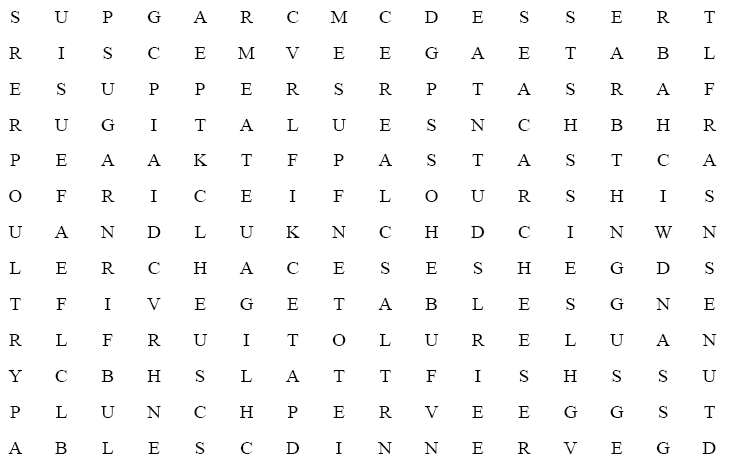 S U P G A R C M C D E S S E R T
R I S C E M V E E G A E T A B L
E S U P P E R S R P T A S R A F
R U G I T A L U E S N C H B H R
P E A A K T F P A S T A S T C A
O F R I C E I F L O U R S H I S
U A N D L U K N C H D C I N W N
L E R C H A C E S E S H E G D S
T F I V E G E T A B L E S G N E
R L F R U I T O L U R E L U A N
Y C B H S L A T T F I S H S S U
P L U N C H P E R V E E G G S T
A B L E S C D I N N E R V E G D